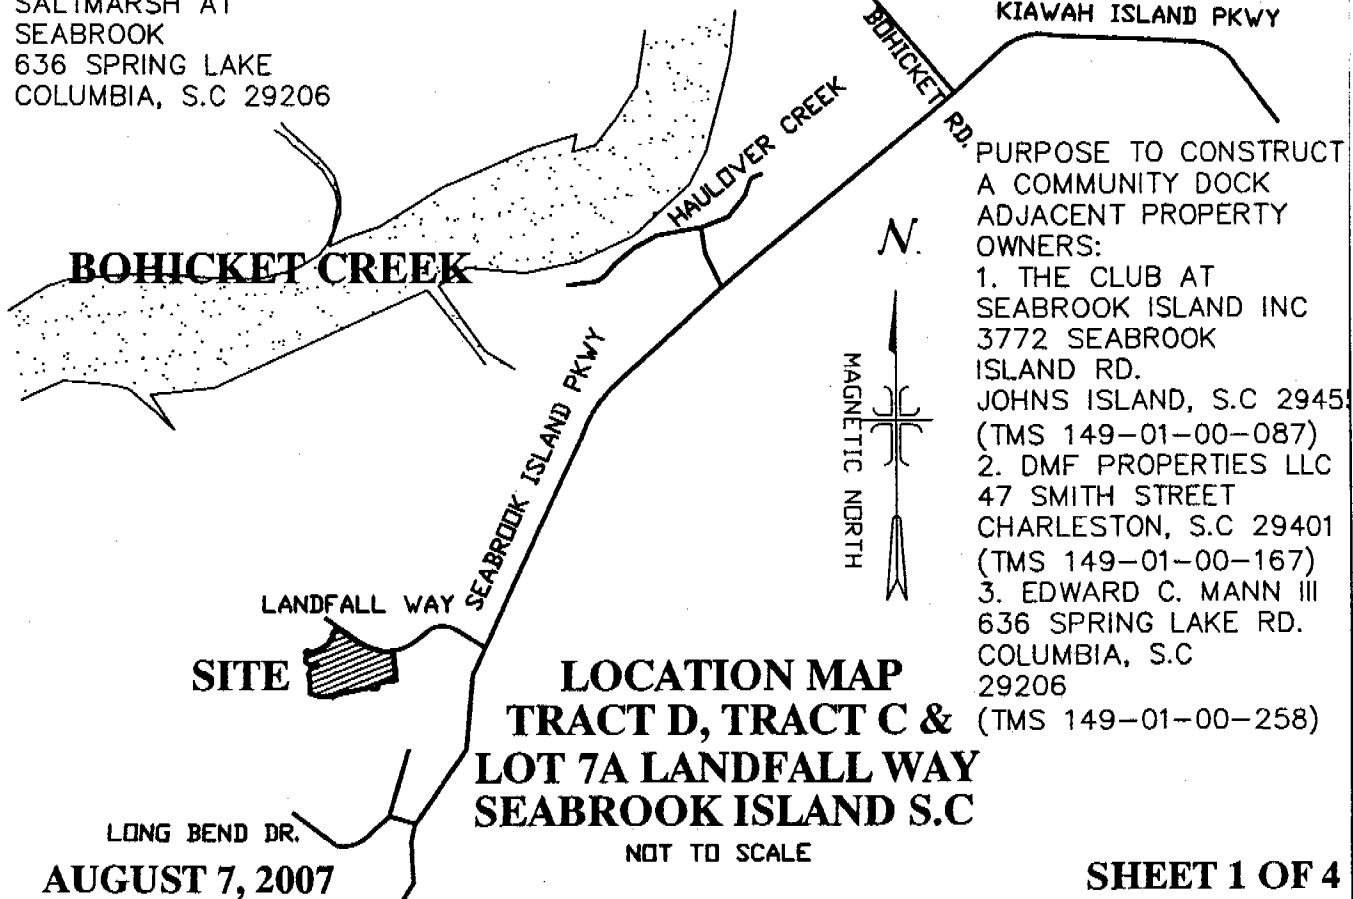 SALTMARSH AT
SEABROOK
636 SPRING LAKE
COLUMBIA, S.C 29206
KIAWAH ISLAND PKWY
BOHICKET RD.
HAULOVER CREEK
BOHICKET CREEK
N.
MAGNETIC NORTH
SEABROOK ISLAND PKWY
PURPOSE TO CONSTRUCT
A COMMUNITY DOCK
ADJACENT PROPERTY
OWNERS:
1. THE CLUB AT
SEABROOK ISLAND INC
3772 SEABROOK
ISLAND RD.
JOHNS ISLAND, S.C 29455
(TMS 149-01-00-087)
2. DMF PROPERTIES LLC
47 SMITH STREET
CHARLESTON, S.C 29401
(TMS 149-01-00-167)
3. EDWARD C. MANN III
636 SPRING LAKE RD.
COLUMBIA, S.C
29206
(TMS 149-01-00-258)
LANDFALL WAY
SITE
LOCATION MAP
TRACT D, TRACT C &
LOT 7A LANDFALL WAY
SEABROOK ISLAND S.C
NOT TO SCALE
LONG BEND DR.
AUGUST 7, 2007
SHEET 1 OF 4